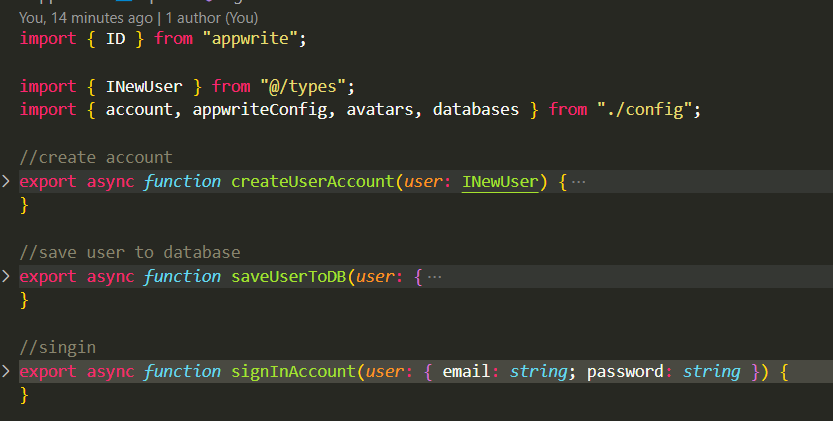 You, 14 minutes ago | 1 author (You)
import { ID } from "appwrite";
import { INewUser } from "@/types";
import { account, appwriteConfig, avatars, databases } from "./config";
//create account
export async function createUserAccount(user: INewUser) { ···
}
//save user to database
export async function saveUserToDB(user: { ···
}
//singin
export async function signInAccount(user: { email: string; password: string }) {
}